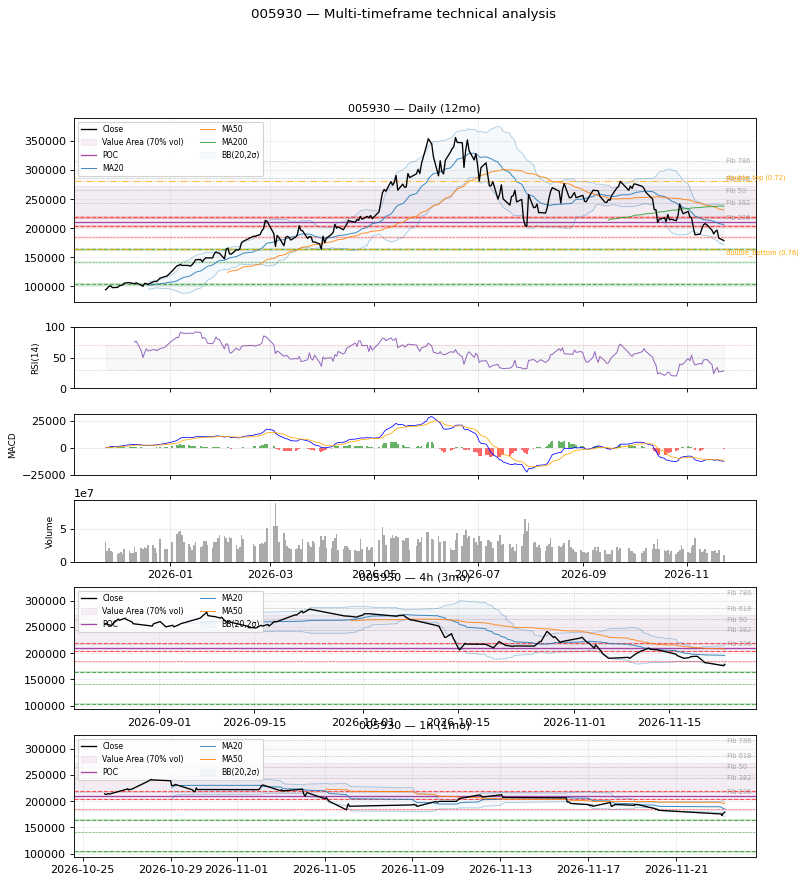 005930 — Multi-timeframe technical analysis
005930 — Daily (12mo)
Close
Value Area (70% vol)
POC
MA20
MA50
MA200
BB(20,2σ)
350000
300000
250000
200000
150000
100000
Fib 786
double_top (0.72)
Fib 50
Fib 382
double_bottom (0.76)
100
50
0
RSI(14)
25000
0
−25000
MACD
1e7
5
0
Volume
2026-01
2026-03
2026-05
2026-07
2026-09
2026-11
005930 — 4h (3mo)
Close
Value Area (70% vol)
POC
MA20
MA50
BB(20,2σ)
300000
250000
200000
150000
100000
Fib 786
Fib 618
Fib 50
Fib 382
Fib 236
2026-09-01
2026-09-15
2026-10-01
2026-10-15
2026-11-01
2026-11-15
005930 — 1h (1mo)
Close
Value Area (70% vol)
POC
MA20
MA50
BB(20,2σ)
300000
250000
200000
150000
100000
Fib 786
Fib 618
Fib 50
Fib 382
Fib 236
2026-10-25
2026-10-29
2026-11-01
2026-11-05
2026-11-09
2026-11-13
2026-11-17
2026-11-21